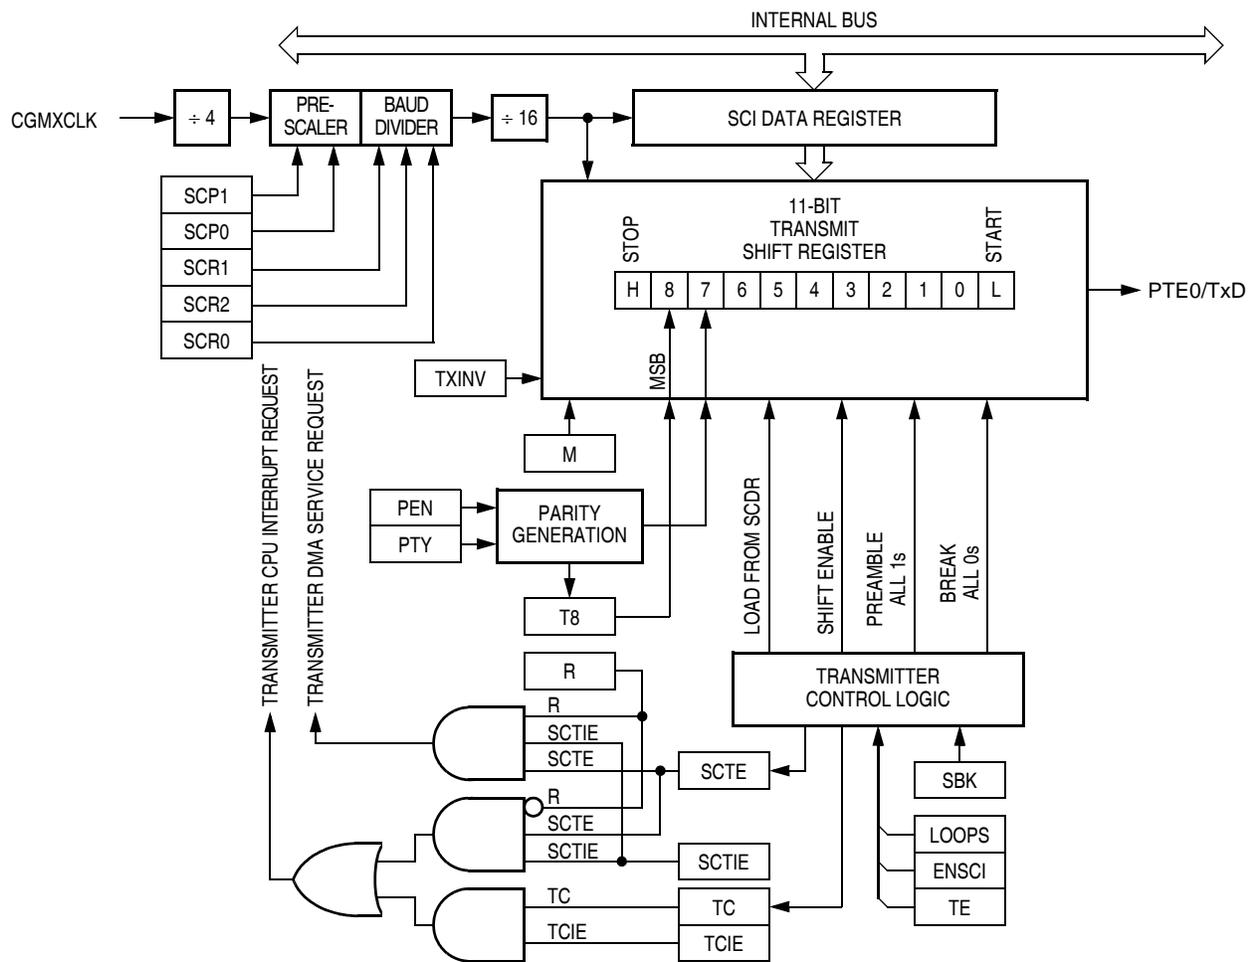 INTERNAL BUS
CGMXCLK
÷ 4
PRE-
SCALER
BAUD
DIVIDER
÷ 16
SCI DATA REGISTER
SCP1
SCP0
SCR1
SCR2
SCR0
11-BIT
TRANSMIT
SHIFT REGISTER
STOP
START
H 8 7 6 5 4 3 2 1 0 L
PTE0/TxD
TXINV
MSB
M
TRANSMITTER CPU INTERRUPT REQUEST
TRANSMITTER DMA SERVICE REQUEST
PEN
PTY
PARITY
GENERATION
T8
LOAD FROM SCDR
SHIFT ENABLE
PREAMBLE
ALL 1s
BREAK
ALL 0s
R
TRANSMITTER
CONTROL LOGIC
R
SCTIE
SCTE
SCTE
SBK
R
SCTE
SCTIE
SCTIE
LOOPS
ENSCI
TE
TC
TC
TCIE
TCIE